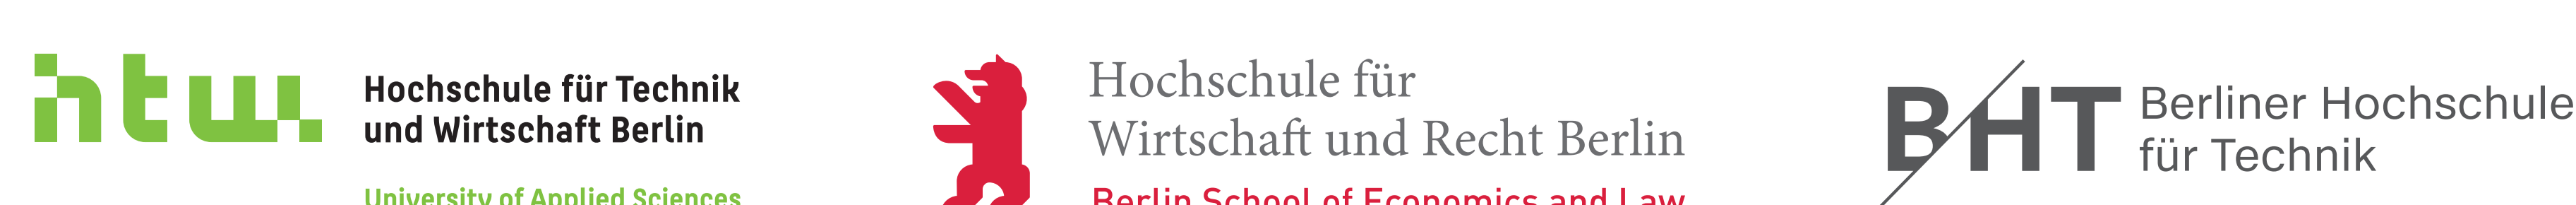 htw.
Hochschule für Technik
und Wirtschaft Berlin
University of Applied Sciences
Hochschule für
Wirtschaft und Recht Berlin
Berlin School of Economics and Law
BHT
Berliner Hochschule
für Technik